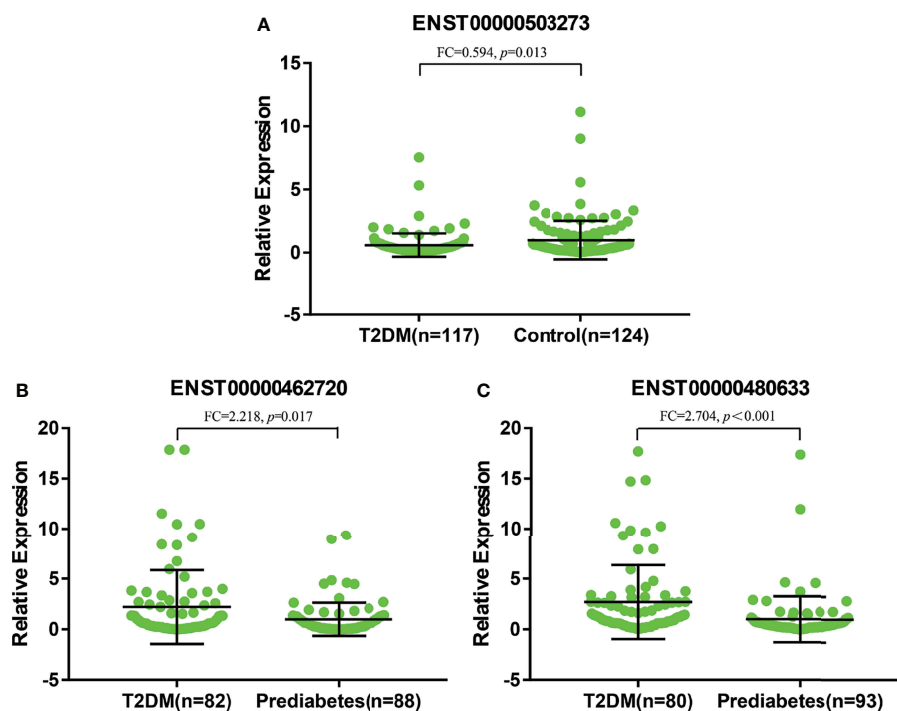 A
ENST00000503273
FC=0.594, p=0.013
15
10
5
0
-5
Relative Expression
T2DM(n=117) Control(n=124)
B
ENST00000462720
FC=2.218, p=0.017
20
15
10
5
0
-5
Relative Expression
T2DM(n=82) Prediabetes(n=88)
C
ENST00000480633
FC=2.704, p<0.001
20
15
10
5
0
-5
Relative Expression
T2DM(n=80) Prediabetes(n=93)